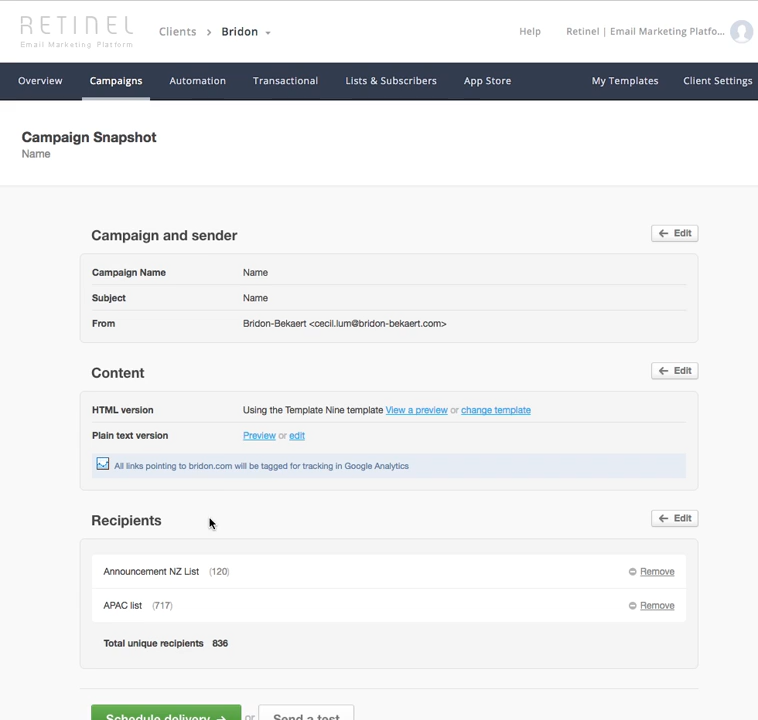 RETINEL
Email Marketing Platform
Clients > Bridon
Help
Retinel | Email Marketing Platfo...
Overview
Campaigns
Automation
Transactional
Lists & Subscribers
App Store
My Templates
Client Settings
Campaign Snapshot
Name
Campaign and sender
← Edit
Campaign Name Name
Subject Name
From Bridon-Bekaert <cecil.lum@bridon-bekaert.com>
Content
← Edit
HTML version Using the Template Nine template View a preview or change template
Plain text version Preview or edit
All links pointing to bridon.com will be tagged for tracking in Google Analytics
Recipients
← Edit
Announcement NZ List (120) Remove
APAC list (717) Remove
Total unique recipients 836
Schedule delivery → or Send a test